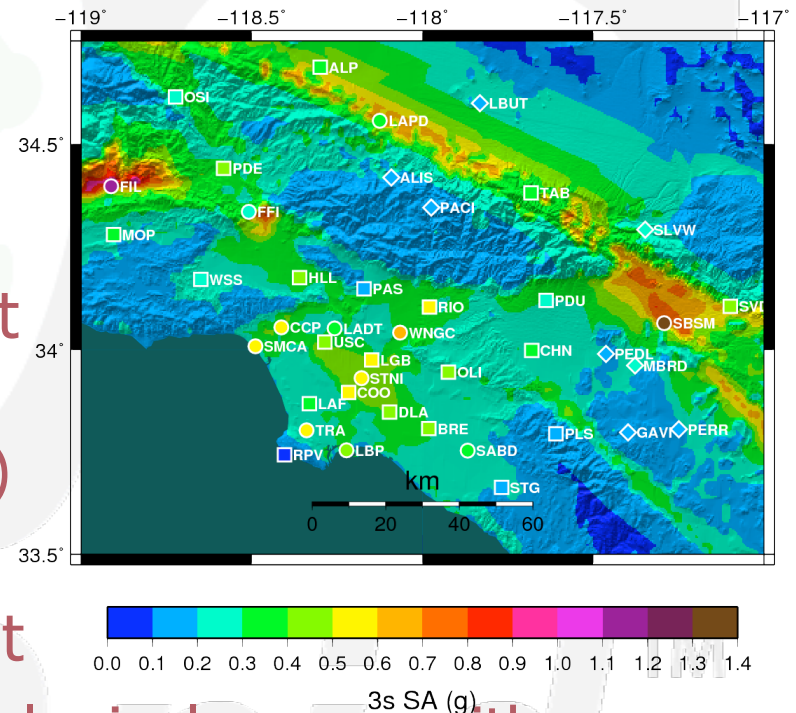 −119° −118.5° −118° −117.5° −117°
ALP
OSI LBUT
LAPD
34.5°
PDE ALIS
FIL TAB
FFI PACI
MOP SLVW
WSS HLL PAS
RIO PDU
t
SBSM
CCP LADT WNGC
USC
34° SMCA LGB CHN PEDL
MBRD
STNI OLI
COO
LAF DLA
TRA BRE PLS GAVI PERR
RPV LBP SABD
)
km STG
0 20 40 60
33.5°
t
0.0 0.1 0.2 0.3 0.4 0.5 0.6 0.7 0.8 0.9 1.0 1.1 1.2 1.3 1.4
3s SA (g)